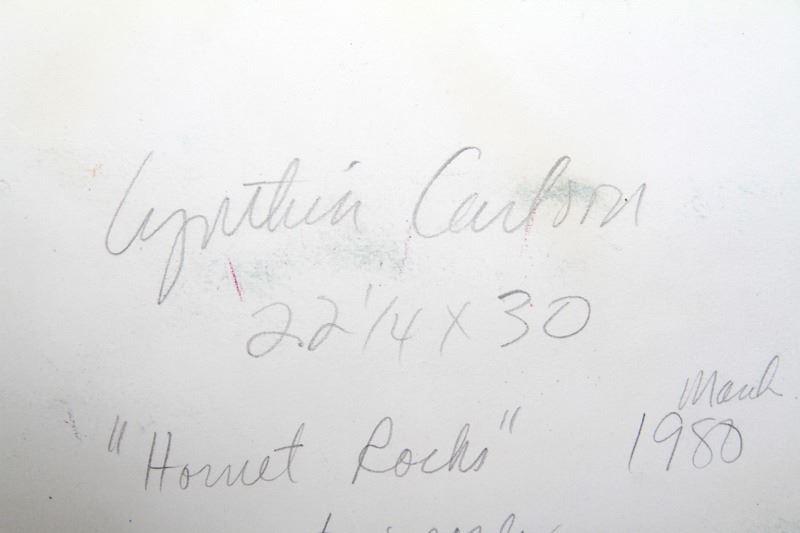 Cynthia Carlson
22 1/4 X 30
March
"Hornet Rocks" 1980